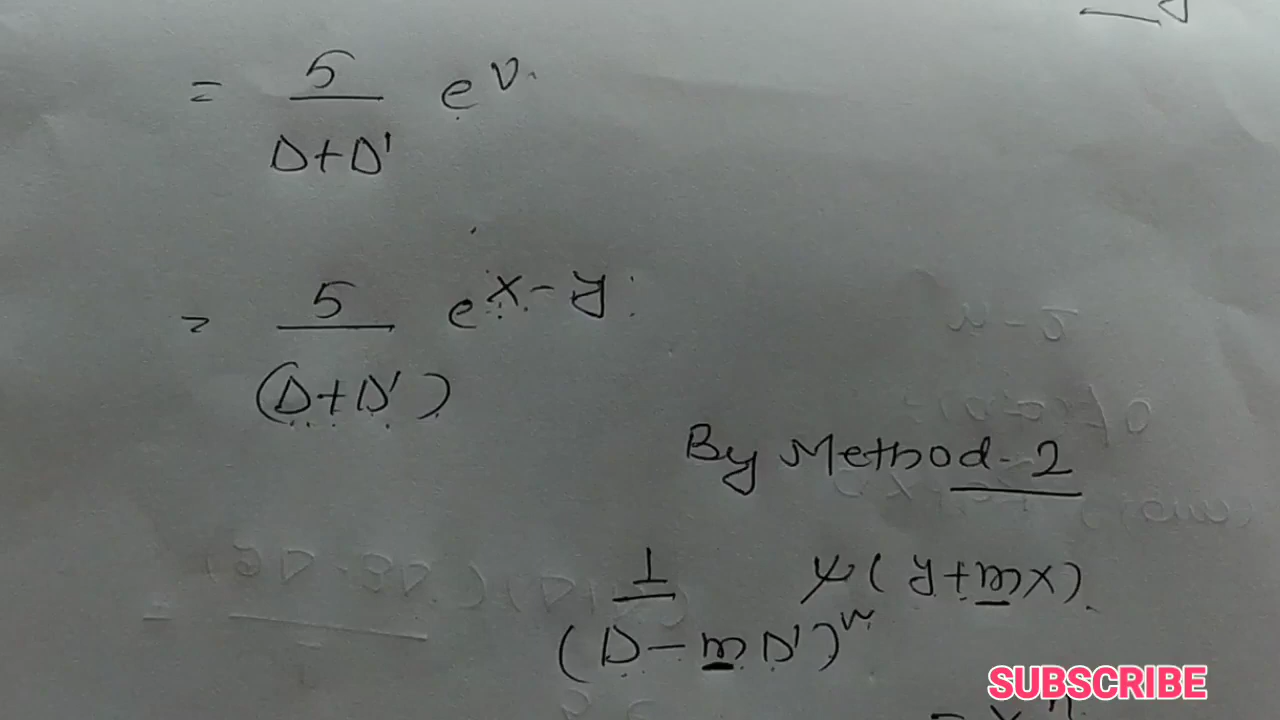 = 5/(D+D') e^v.
= 5/(D+D') e^(x-y).
By Method-2
1/(D-mD')^n ψ(y+mx).
SUBSCRIBE